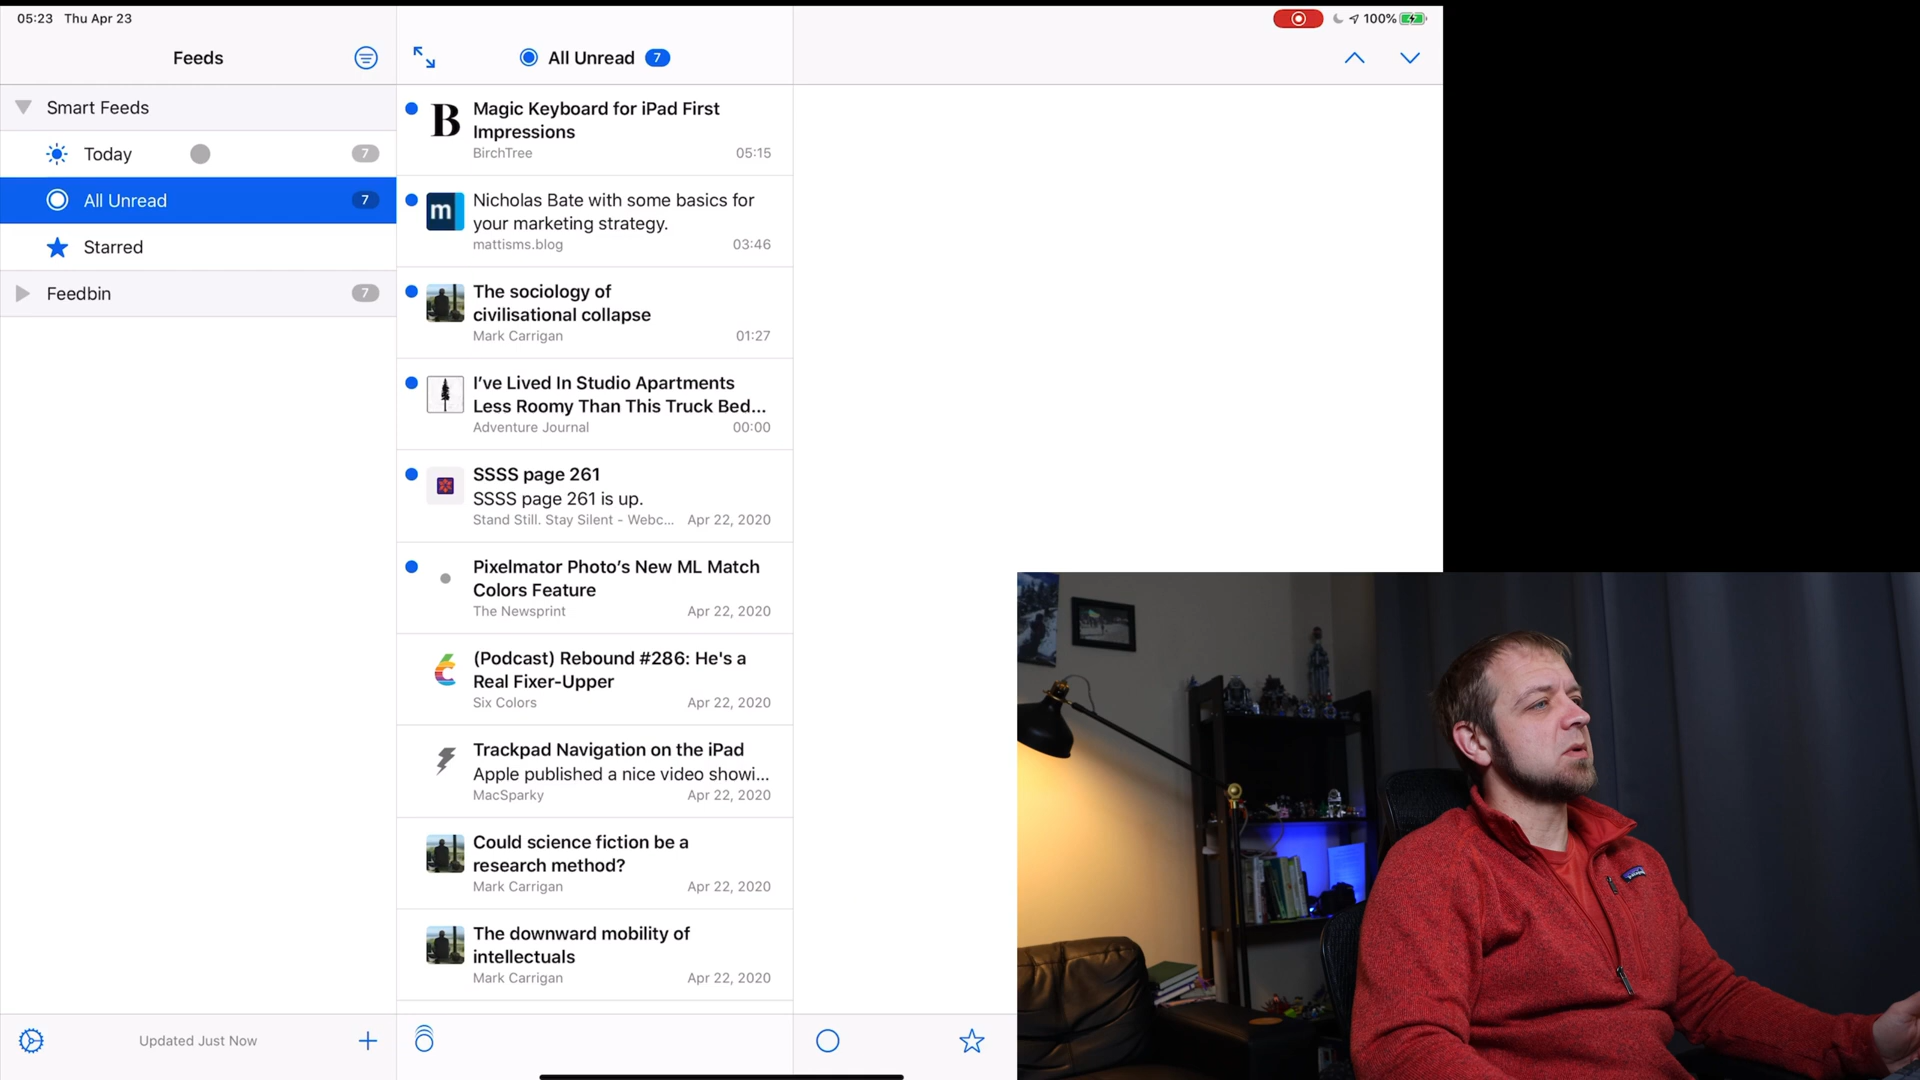 05:23 Thu Apr 23
100%
Feeds
All Unread 7
Smart Feeds
Today 7
All Unread 7
Starred
Feedbin 7
B
Magic Keyboard for iPad First
Impressions
BirchTree 05:15
m
Nicholas Bate with some basics for
your marketing strategy.
mattisms.blog 03:46
The sociology of
civilisational collapse
Mark Carrigan 01:27
I’ve Lived In Studio Apartments
Less Roomy Than This Truck Bed...
Adventure Journal 00:00
SSSS page 261
SSSS page 261 is up.
Stand Still. Stay Silent - Webc... Apr 22, 2020
Pixelmator Photo’s New ML Match
Colors Feature
The Newsprint Apr 22, 2020
(Podcast) Rebound #286: He's a
Real Fixer-Upper
Six Colors Apr 22, 2020
Trackpad Navigation on the iPad
Apple published a nice video showi...
MacSparky Apr 22, 2020
Could science fiction be a
research method?
Mark Carrigan Apr 22, 2020
The downward mobility of
intellectuals
Mark Carrigan Apr 22, 2020
Updated Just Now